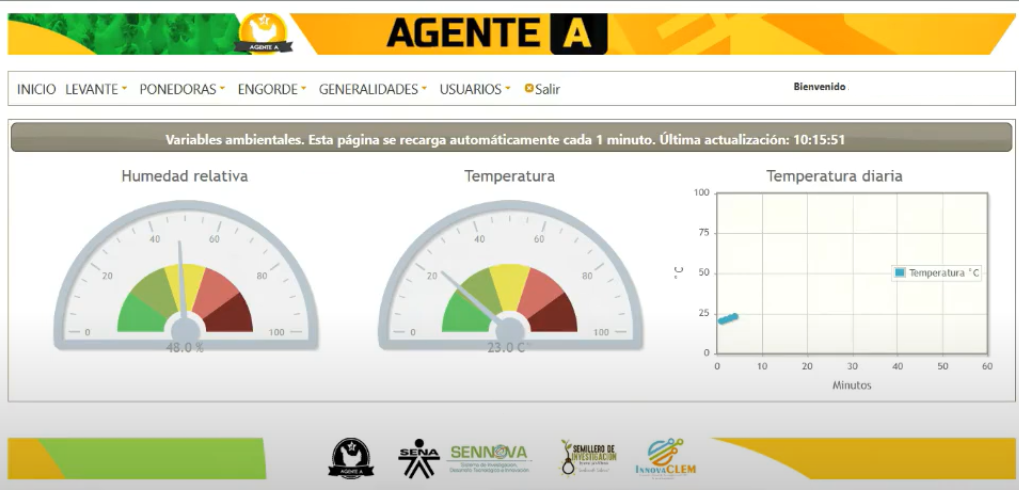 AGENTE A
AGENTE A
INICIO LEVANTE PONEDORAS ENGORDE GENERALIDADES USUARIOS Salir
Bienvenido
Variables ambientales. Esta página se recarga automáticamente cada 1 minuto. Última actualización: 10:15:51
Humedad relativa
0 20 40 60 80 100
48.0 %
Temperatura
0 20 40 60 80 100
23.0 C
Temperatura diaria
100
75
°C
50
Temperatura °C
25
0
0 10 20 30 40 50 60
Minutos
AGENTE A
SENA
SENNOVA
Sistema de Investigación,
Desarrollo Tecnológico e Innovación
SEMILLERO DE
INVESTIGACIÓN
INNOVACLEM